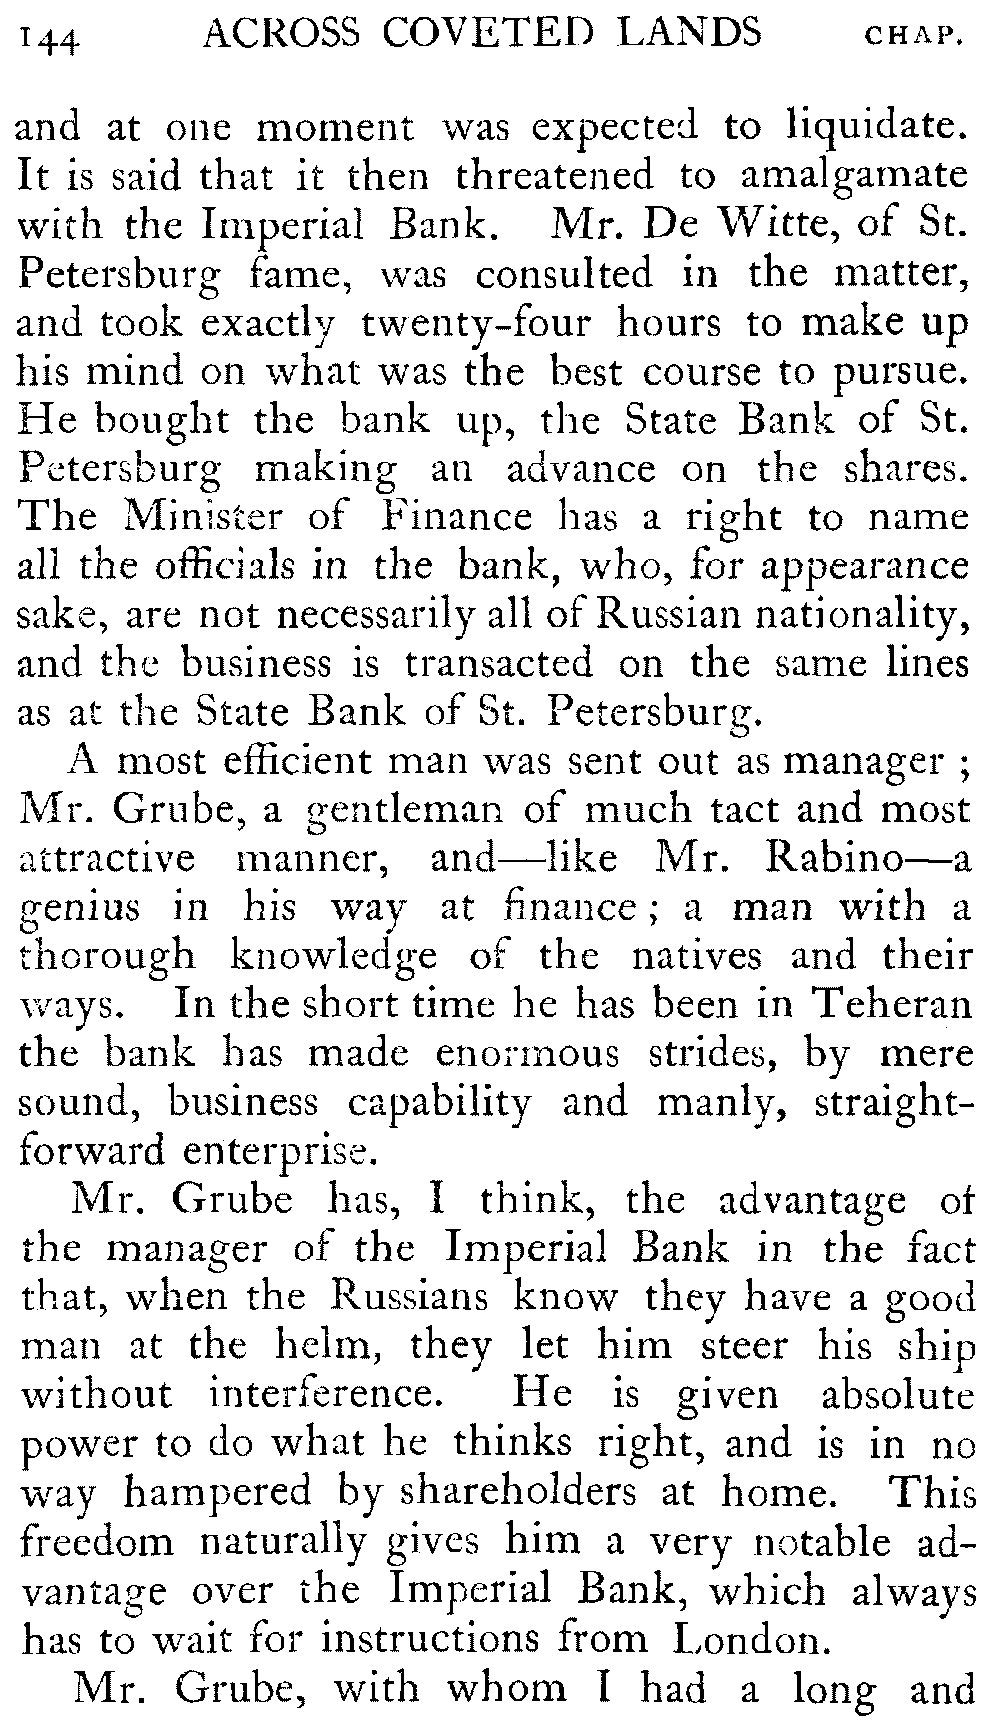 144 ACROSS COVETED LANDS CHAP.
and at one moment was expected to liquidate.
It is said that it then threatened to amalgamate
with the Imperial Bank. Mr. De Witte, of St.
Petersburg fame, was consulted in the matter,
and took exactly twenty-four hours to make up
his mind on what was the best course to pursue.
He bought the bank up, the State Bank of St.
Petersburg making an advance on the shares.
The Minister of Finance has a right to name
all the officials in the bank, who, for appearance
sake, are not necessarily all of Russian nationality,
and the business is transacted on the same lines
as at the State Bank of St. Petersburg.
A most efficient man was sent out as manager ;
Mr. Grube, a gentleman of much tact and most
attractive manner, and—like Mr. Rabino—a
genius in his way at finance ; a man with a
thorough knowledge of the natives and their
ways. In the short time he has been in Teheran
the bank has made enormous strides, by mere
sound, business capability and manly, straight-
forward enterprise.
Mr. Grube has, I think, the advantage of
the manager of the Imperial Bank in the fact
that, when the Russians know they have a good
man at the helm, they let him steer his ship
without interference. He is given absolute
power to do what he thinks right, and is in no
way hampered by shareholders at home. This
freedom naturally gives him a very notable ad-
vantage over the Imperial Bank, which always
has to wait for instructions from London.
Mr. Grube, with whom I had a long and